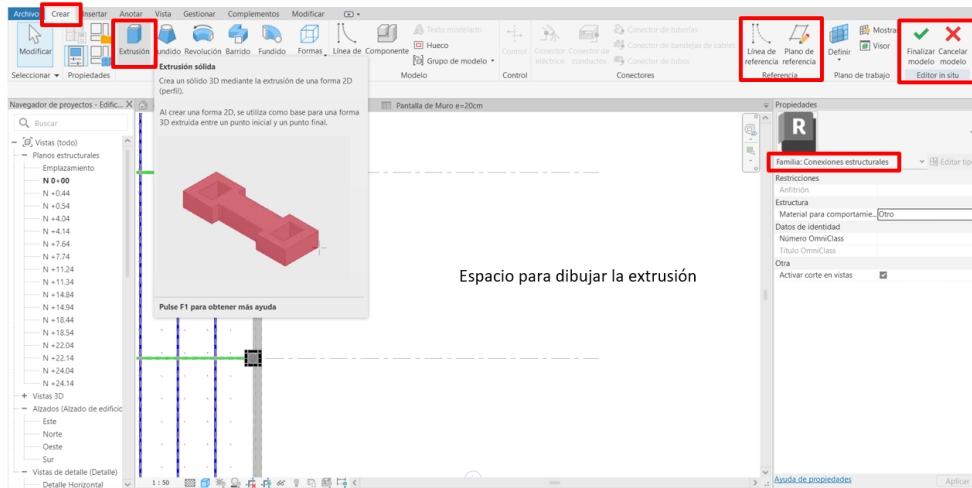 Archivo Crear Insertar Anotar Vista Gestionar Complementos Modificar
Modificar
Extrusión Fundido Revolución Barrido Fundido Formas Línea de Componente
Texto modelado
Hueco
Grupo de modelo
Control
Conector eléctrico
Conector de conductos
Conector de tuberías
Conector de bandejas de cables
Conector de tubos
Línea de referencia
Plano de referencia
Definir
Mostrar
Visor
Finalizar modelo
Cancelar modelo
Seleccionar Propiedades Modelo Control Conectores Referencia Plano de trabajo Editor in situ
Extrusión sólida
Crea un sólido 3D mediante la extrusión de una forma 2D
(perfil).
Al crear una forma 2D, se utiliza como base para una forma
3D extruida entre un punto inicial y un punto final.
Pulse F1 para obtener más ayuda
Navegador de proyectos - Edific... X
Buscar
Vistas (todo)
Planos estructurales
Emplazamiento
N 0+00
N +0.44
N +0.54
N +4.04
N +4.14
N +7.64
N +7.74
N +11.24
N +11.34
N +14.84
N +14.94
N +18.44
N +18.54
N +22.04
N +22.14
N +24.04
N +24.14
Vistas 3D
Alzados (Alzado de edific
Este
Norte
Oeste
Sur
Vistas de detalle (Detalle)
Detalle Horizontal
Pantalla de Muro e=20cm
Espacio para dibujar la extrusión
1 : 50
Propiedades
R
Familia: Conexiones estructurales
Editar tip
Restricciones
Anfitrión
Estructura
Material para comportamie... Otro
Datos de identidad
Número OmniClass
Título OmniClass
Otra
Activar corte en vistas
Ayuda de propiedades
Aplicar